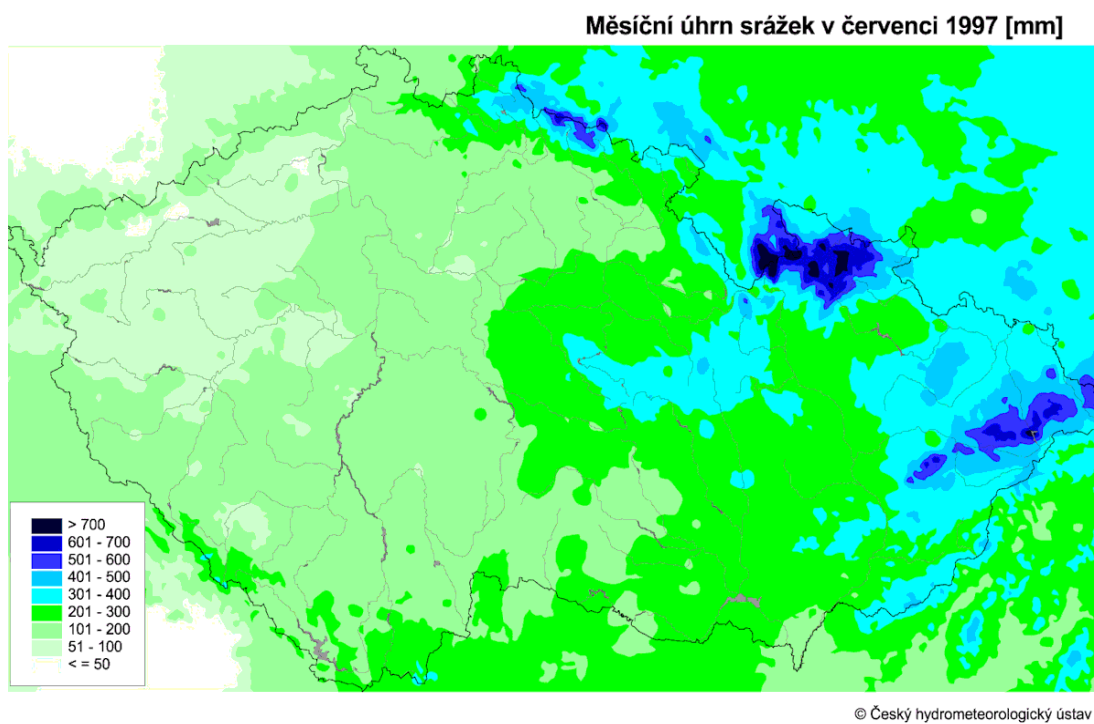 Měsíční úhrn srážek v červenci 1997 [mm]
> 700
601 - 700
501 - 600
401 - 500
301 - 400
201 - 300
101 - 200
51 - 100
< = 50
© Český hydrometeorologický ústav